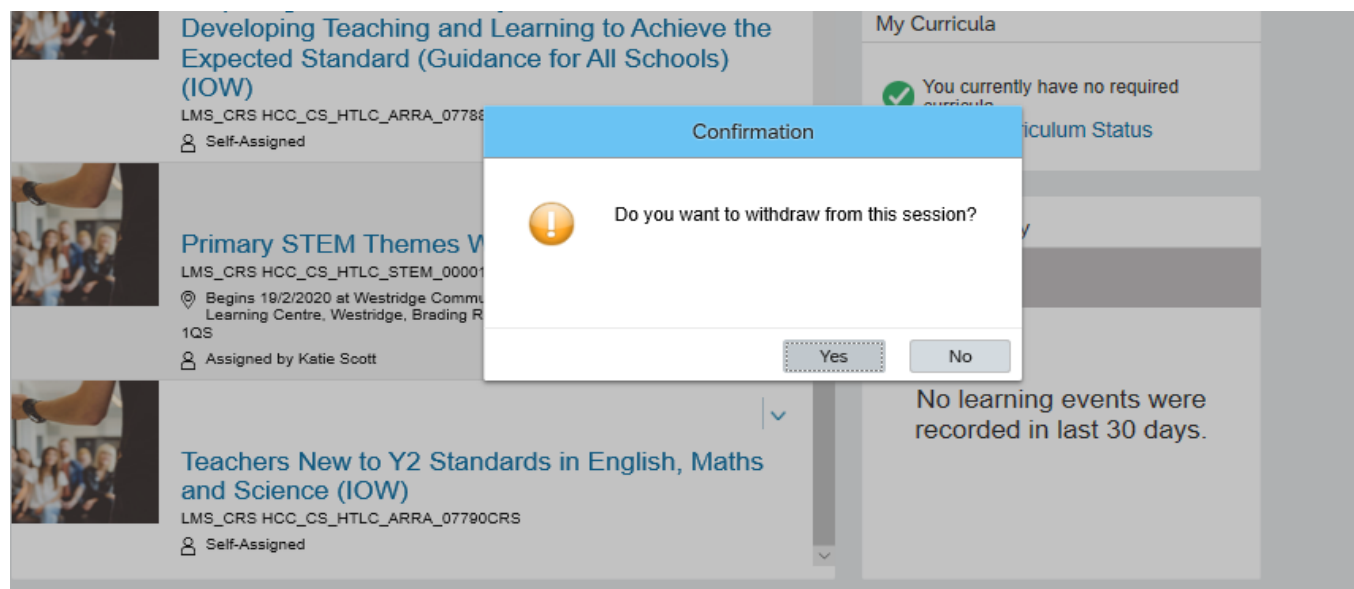 Developing Teaching and Learning to Achieve the
Expected Standard (Guidance for All Schools)
(IOW)
LMS_CRS HCC_CS_HTLC_ARRA_07788
Self-Assigned
Primary STEM Themes
LMS_CRS HCC_CS_HTLC_STEM_00001
Begins 19/2/2020 at Westridge
Learning Centre, Westridge, Brading
1QS
Assigned by Katie Scott
Teachers New to Y2 Standards in English, Maths
and Science (IOW)
LMS_CRS HCC_CS_HTLC_ARRA_07790CRS
Self-Assigned
Confirmation
Do you want to withdraw from this session?
Yes
No
My Curricula
You currently have no required
curricula
Status
No learning events were
recorded in last 30 days.